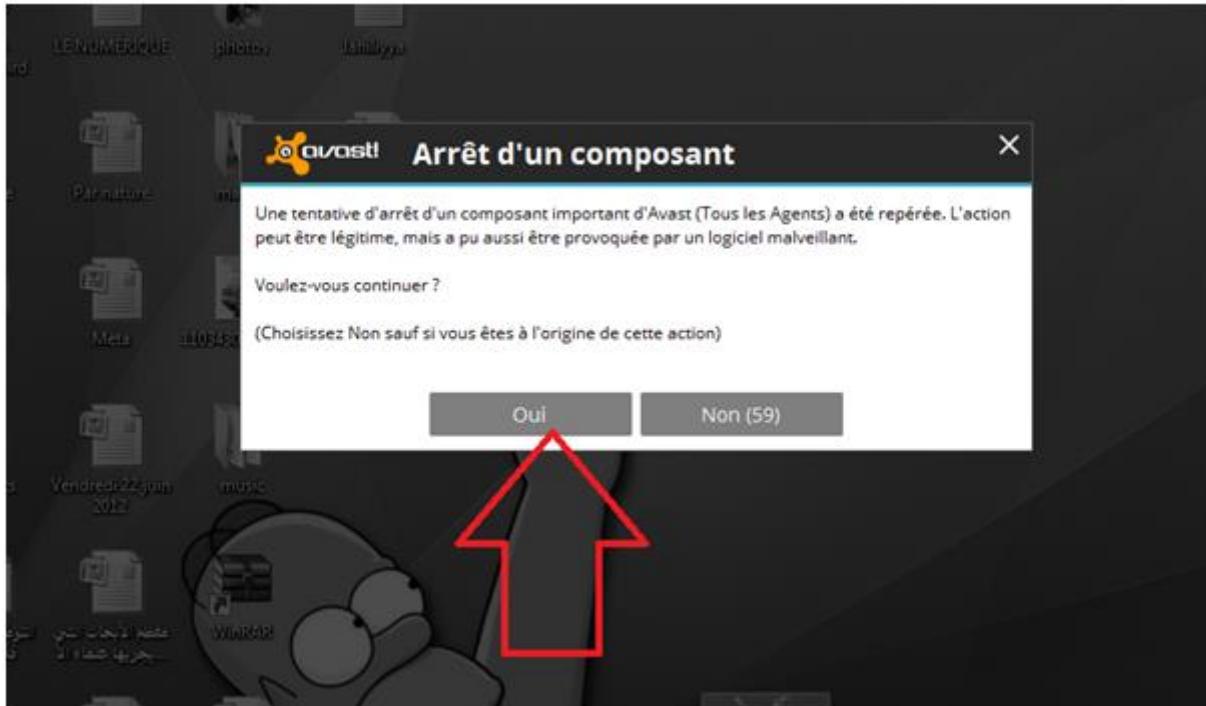 LE NUMÉRIQUE
photos
avast!
Arrêt d'un composant
Une tentative d'arrêt d'un composant important d'Avast (Tous les Agents) a été repérée. L'action
peut être légitime, mais a pu aussi être provoquée par un logiciel malveillant.
Voulez-vous continuer ?
(Choisissez Non sauf si vous êtes à l'origine de cette action)
Oui
Non (59)
Par nature
Meta
Vendredi 22 juin
2012
music
WinRAR